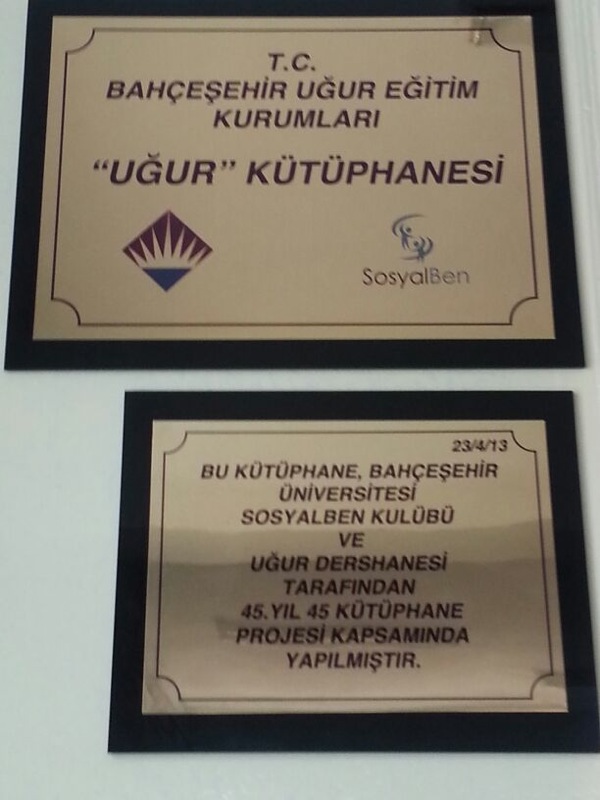 T.C.
BAHÇEŞEHİR UĞUR EĞİTİM
KURUMLARI
“UĞUR” KÜTÜPHANESİ
SosyalBen
23/4/13
BU KÜTÜPHANE, BAHÇEŞEHİR
ÜNİVERSİTESİ
SOSYALBEN KULÜBÜ
VE
UĞUR DERSHANESİ
TARAFINDAN
45.YIL 45 KÜTÜPHANE
PROJESİ KAPSAMINDA
YAPILMIŞTIR.